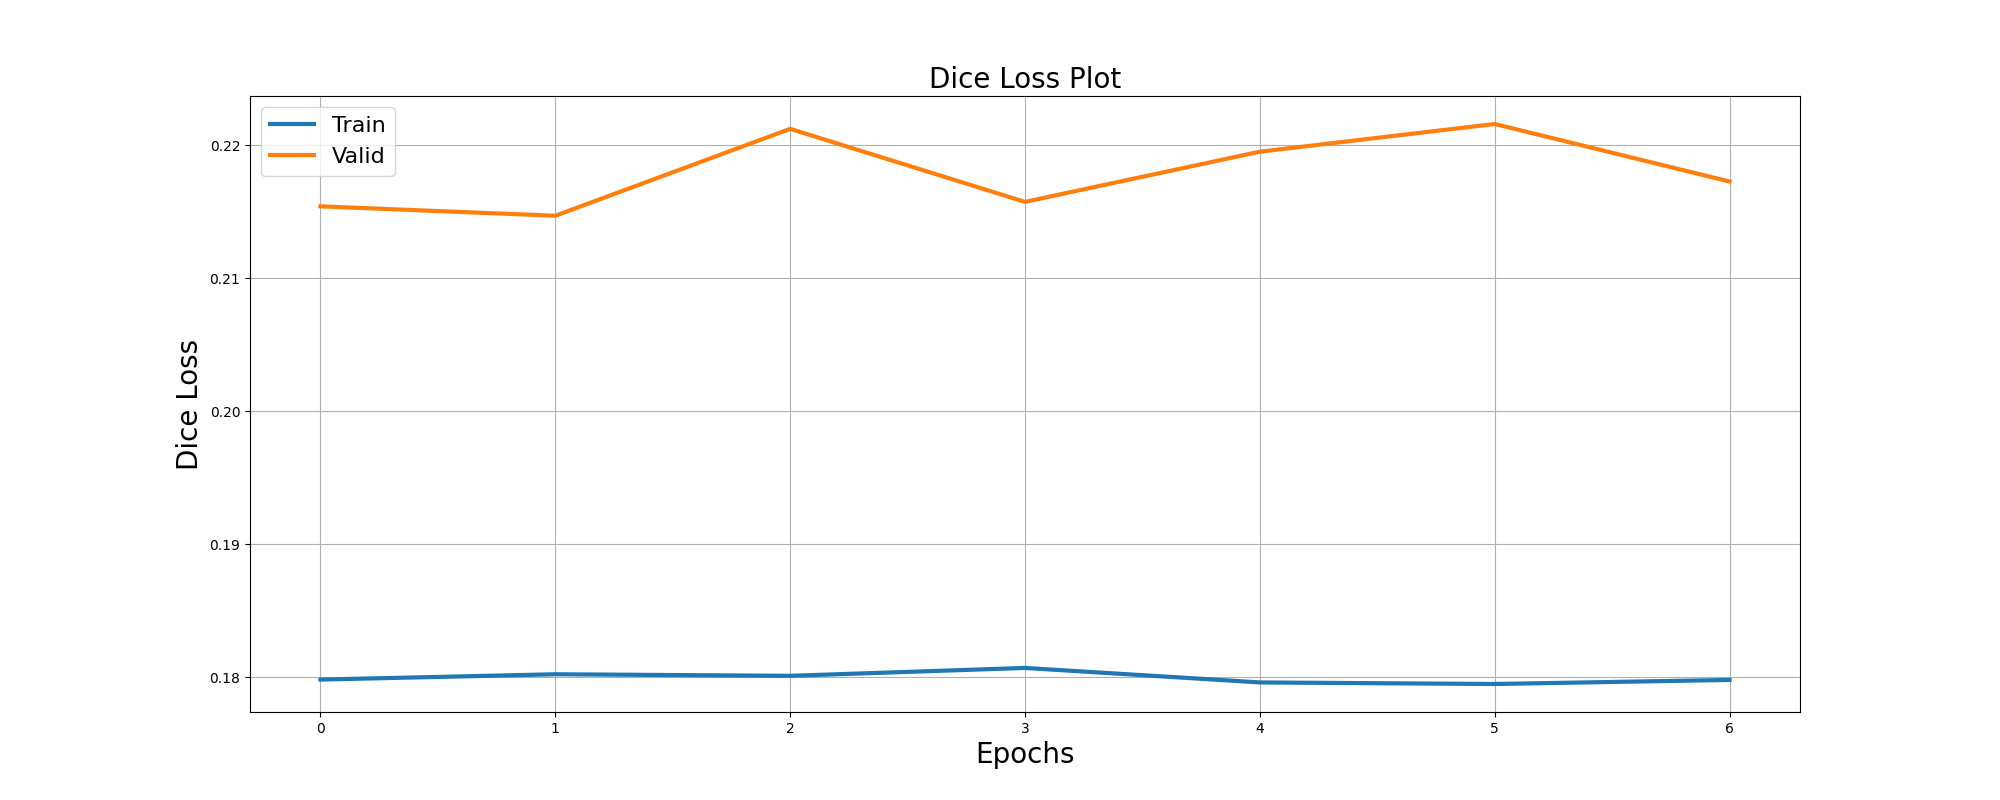 Dice Loss Plot
Train
Valid
0.22
0.21
0.20
0.19
0.18
Dice Loss
0 1 2 3 4 5 6
Epochs